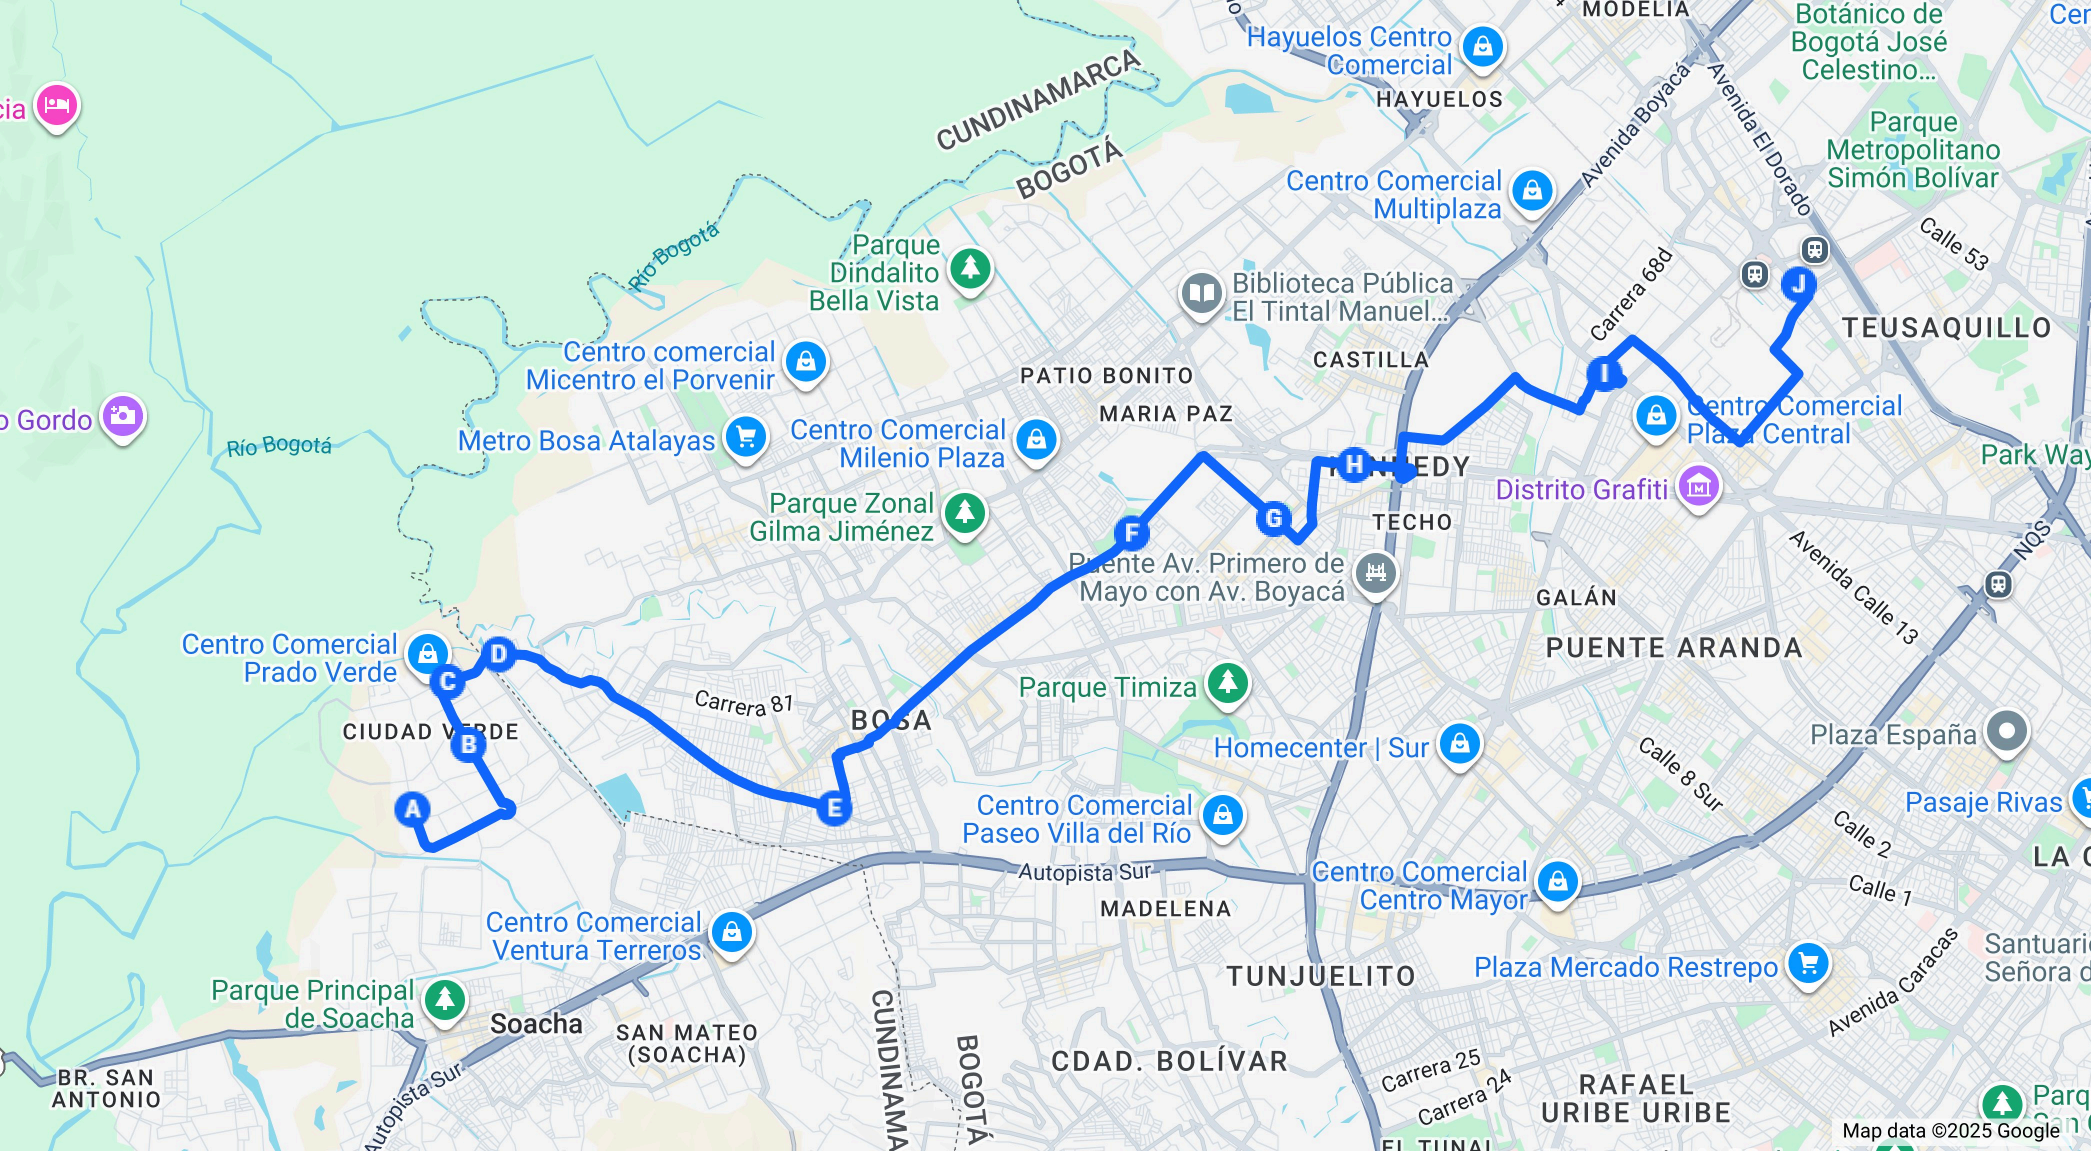 MODELIA
Botánico de
Bogotá José
Celestino...
Hayuelos Centro
Comercial
HAYUELOS
CUNDINAMARCA
BOGOTÁ
Avenida Boyacá
Avenida El Dorado
Parque
Metropolitano
Simón Bolívar
Centro Comercial
Multiplaza
Calle 53
Río Bogotá
Parque
Dindalito
Bella Vista
Biblioteca Pública
El Tintal Manuel...
Carrera 68d
J
TEUSAQUILLO
Centro comercial
Micentro el Porvenir
PATIO BONITO
CASTILLA
I
MARIA PAZ
Gordo
Río Bogotá
Metro Bosa Atalayas
Centro Comercial
Milenio Plaza
Centro Comercial
Plaza Central
H
KENNEDY
Park Way
Distrito Grafiti
Parque Zonal
Gilma Jiménez
F
G
TECHO
NQS
Puente Av. Primero de
Mayo con Av. Boyacá
Avenida Calle 13
GALÁN
PUENTE ARANDA
Centro Comercial
Prado Verde
C
D
Parque Timiza
Carrera 81
BOSA
CIUDAD VERDE
B
Homecenter | Sur
Plaza España
Calle 8 Sur
A
E
Centro Comercial
Paseo Villa del Río
Pasaje Rivas
Calle 2
Autopista Sur
Centro Comercial
Centro Mayor
Calle 1
MADELENA
Centro Comercial
Ventura Terreros
TUNJUELITO
Plaza Mercado Restrepo
Avenida Caracas
Parque Principal
de Soacha
Soacha
SAN MATEO
(SOACHA)
BOGOTÁ
CDAD. BOLÍVAR
BR. SAN
ANTONIO
Autopista Sur
Carrera 25
Carrera 24
RAFAEL
URIBE URIBE
Map data ©2025 Google